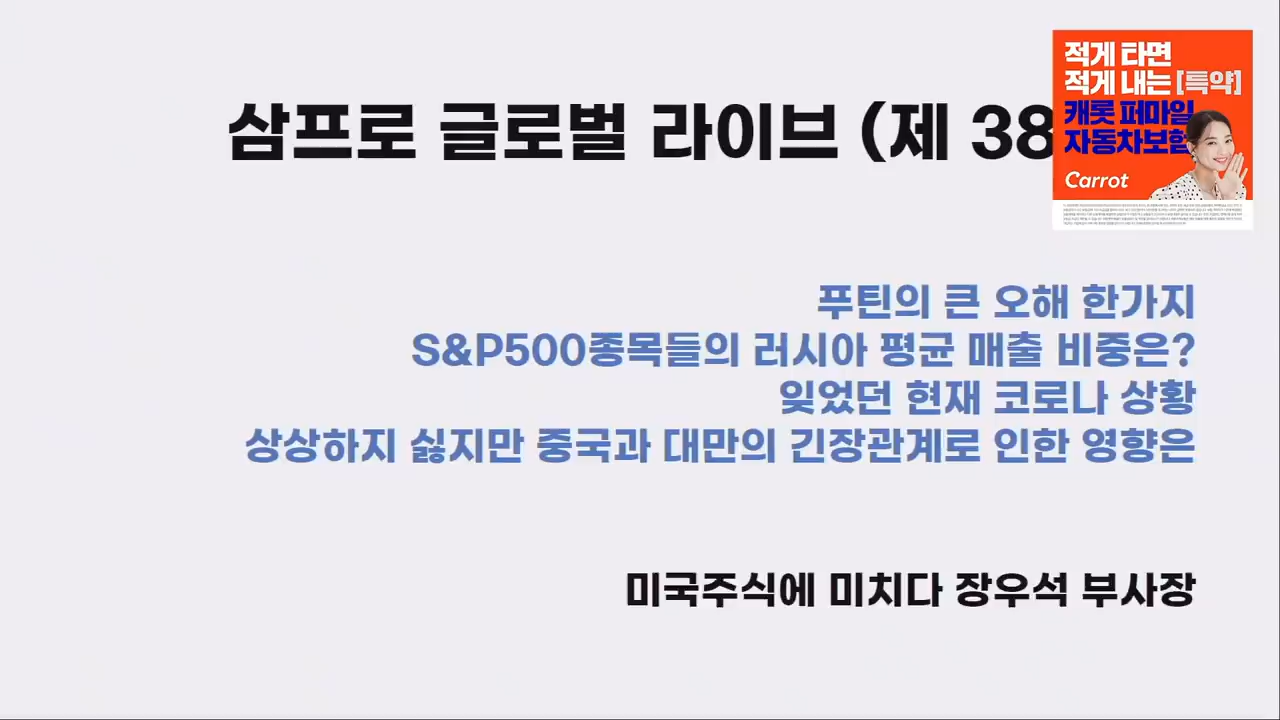 삼프로 글로벌 라이브 (제 38
적게 타면
적게 내는 [특약]
캐롯 퍼마일
자동차보험
Carrot
푸틴의 큰 오해 한가지
S&P500종목들의 러시아 평균 매출 비중은?
잊었던 현재 코로나 상황
상상하지 싫지만 중국과 대만의 긴장관계로 인한 영향은
미국주식에 미치다 장우석 부사장